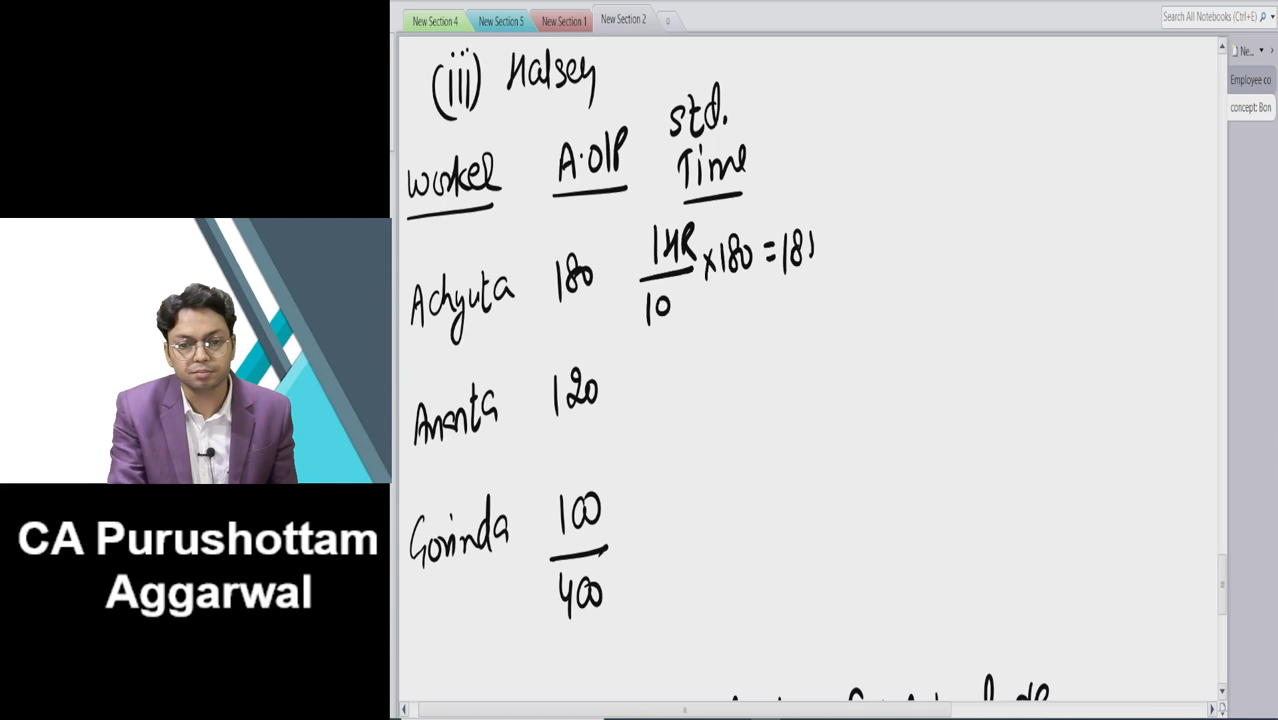 New Section 4 New Section 5 New Section 1 New Section 2
Search All Notebooks (Ctrl+E)
Ne...
Employee co
concept: Bon
(iii) Halsey
Worker A.O/P Std. Time
Achyuta 180 1HR/10 ×180 = 18
Ananta 120
Govinda 100
400
CA Purushottam
Aggarwal